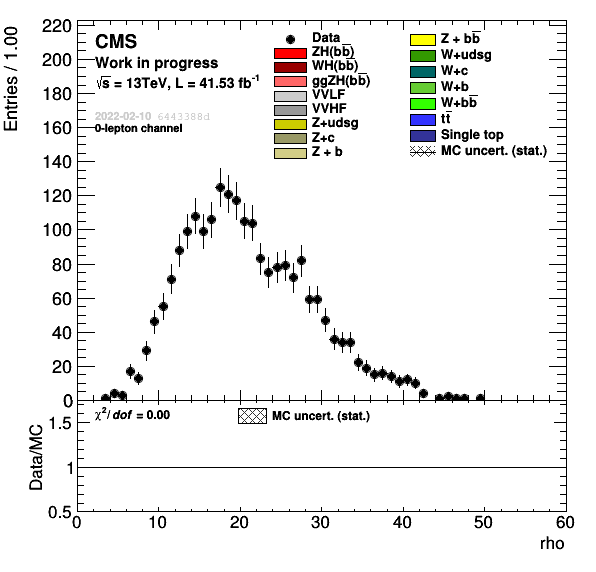 CMS
Work in progress
√s = 13TeV, L = 41.53 fb⁻¹
2022-02-10 6443388d
0-lepton channel
Data
ZH(bb̅)
WH(bb̅)
ggZH(bb̅)
VVLF
VVHF
Z+udsg
Z+c
Z + b
Z + bb̅
W+udsg
W+c
W+b
W+bb̅
tt̅
Single top
MC uncert. (stat.)
Entries / 1.00
220
200
180
160
140
120
100
80
60
40
20
0
χ²/dof = 0.00
MC uncert. (stat.)
Data/MC
1.5
1
0.5
0 10 20 30 40 50 60
rho